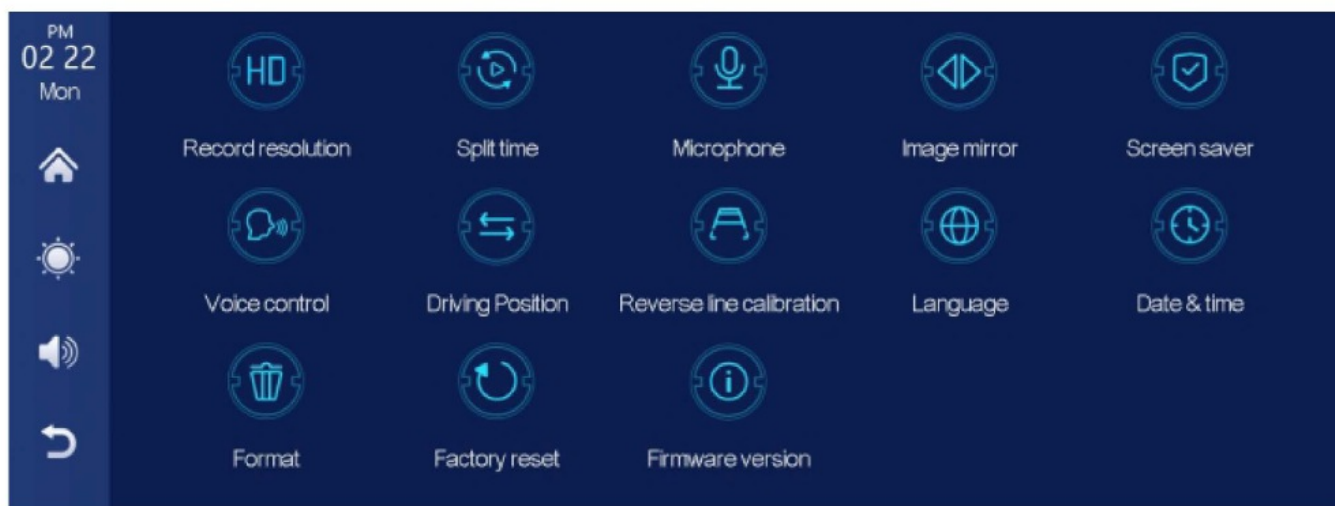 PM
02 22
Mon
HD
Record resolution
Split time
Microphone
Image mirror
Screen saver
Voice control
Driving Position
Reverse line calibration
Language
Date & time
Format
Factory reset
Firmware version